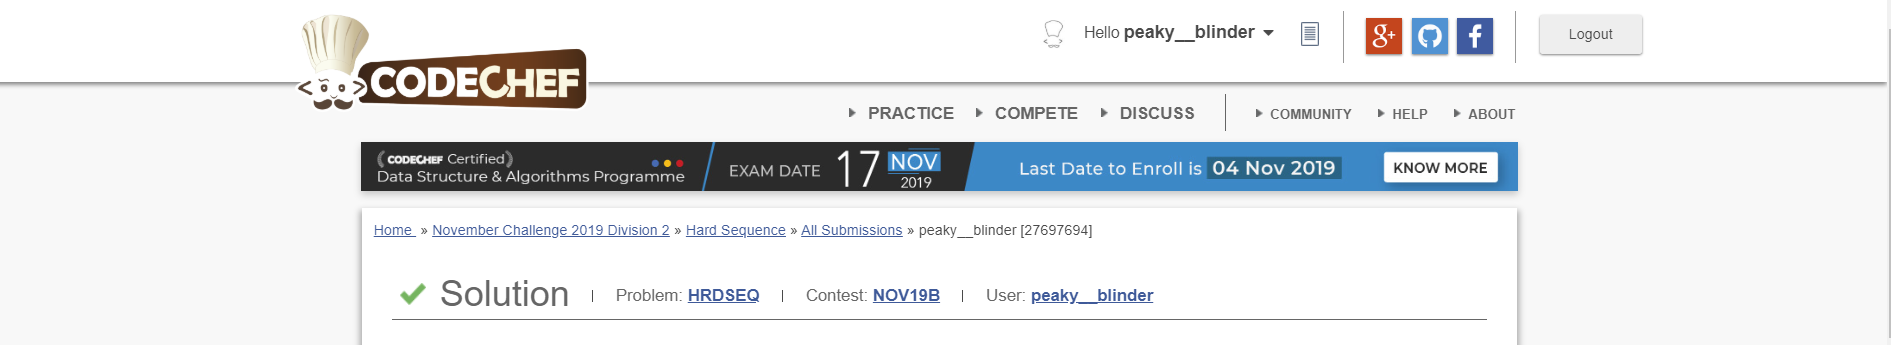 Hello peaky__blinder
g+
f
Logout
CODECHEF
PRACTICE COMPETE DISCUSS COMMUNITY HELP ABOUT
(CODECHEF Certified)
Data Structure & Algorithms Programme
EXAM DATE 17 NOV 2019
Last Date to Enroll is 04 Nov 2019
KNOW MORE
Home » November Challenge 2019 Division 2 » Hard Sequence » All Submissions » peaky__blinder [27697694]
Solution | Problem: HRDSEQ | Contest: NOV19B | User: peaky__blinder